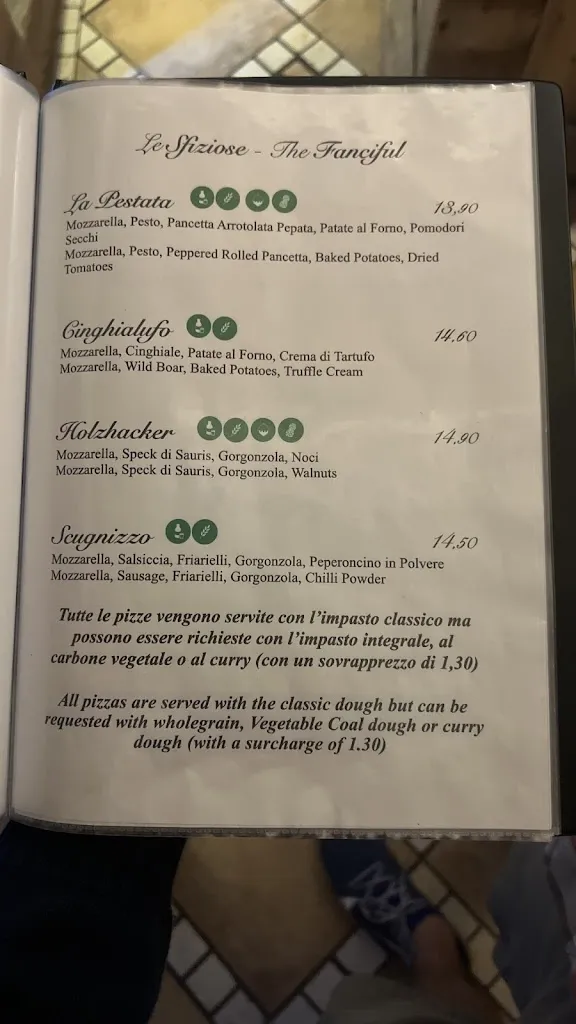 Le Sfiziose - The Fanciful
La Pestata 13,90
Mozzarella, Pesto, Pancetta Arrotolata Pepata, Patate al Forno, Pomodori
Secchi
Mozzarella, Pesto, Peppered Rolled Pancetta, Baked Potatoes, Dried
Tomatoes
Cinghialufo 14,60
Mozzarella, Cinghiale, Patate al Forno, Crema di Tartufo
Mozzarella, Wild Boar, Baked Potatoes, Truffle Cream
Holzhacker 14,90
Mozzarella, Speck di Sauris, Gorgonzola, Noci
Mozzarella, Speck di Sauris, Gorgonzola, Walnuts
Scugnizzo 14,50
Mozzarella, Salsiccia, Friarielli, Gorgonzola, Peperoncino in Polvere
Mozzarella, Sausage, Friarielli, Gorgonzola, Chilli Powder
Tutte le pizze vengono servite con l'impasto classico ma
possono essere richieste con l'impasto integrale, al
carbone vegetale o al curry (con un sovrapprezzo di 1,30)
All pizzas are served with the classic dough but can be
requested with wholegrain, Vegetable Coal dough or curry
dough (with a surcharge of 1.30)